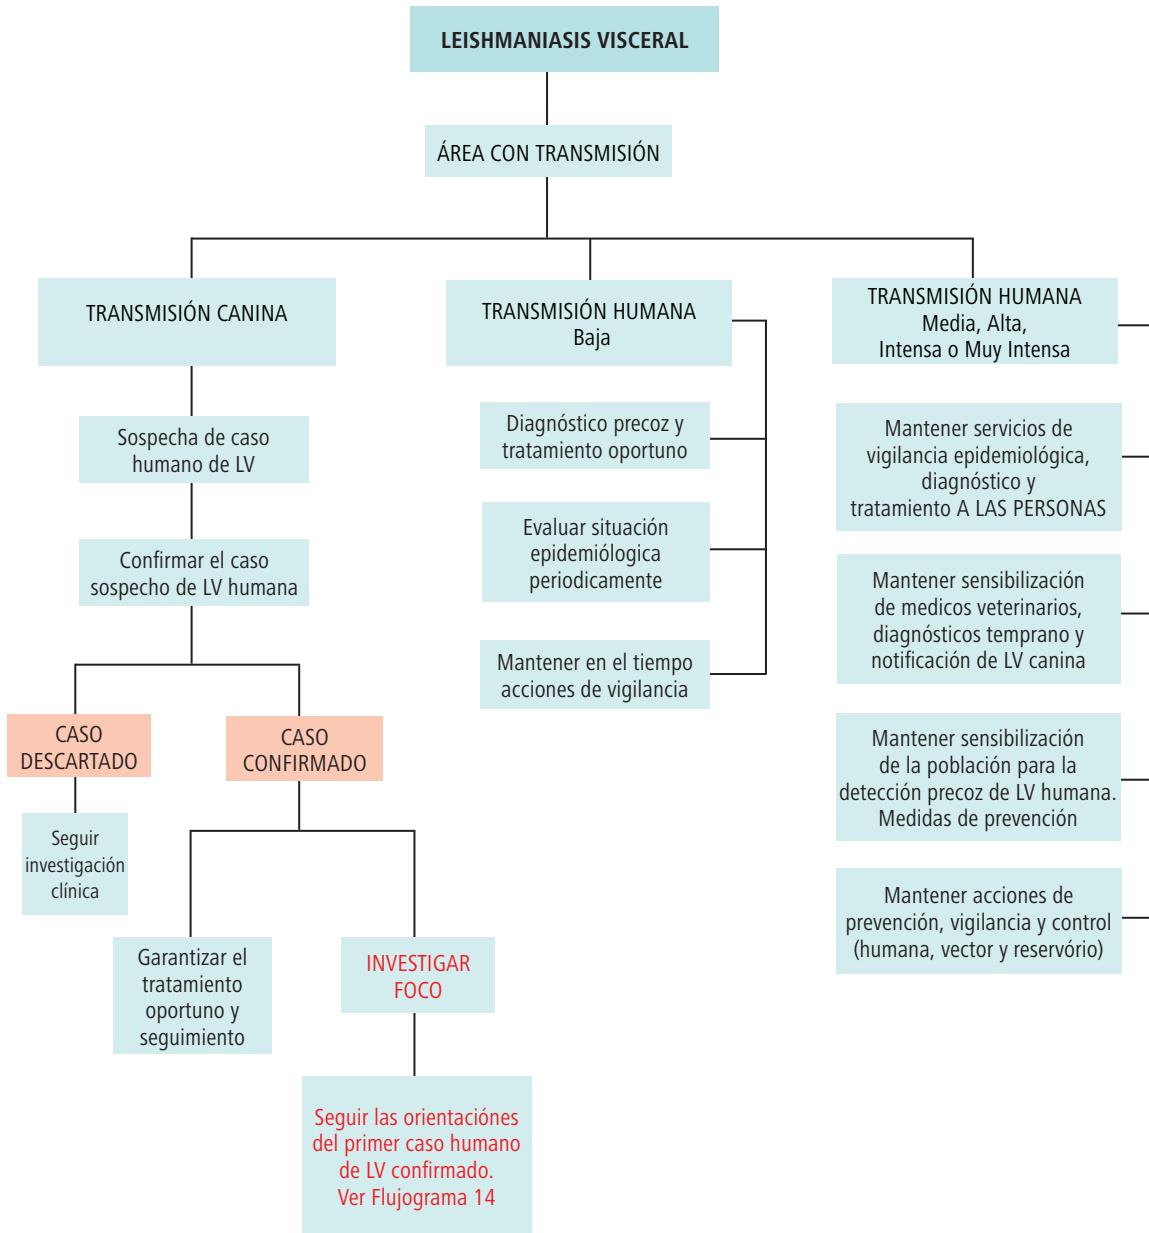 LEISHMANIASIS VISCERAL
ÁREA CON TRANSMISIÓN
TRANSMISIÓN CANINA
Sospecha de caso
humano de LV
Confirmar el caso
sospecho de LV humana
CASO
DESCARTADO
Seguir
investigación
clínica
CASO
CONFIRMADO
Garantizar el
tratamiento
oportuno y
seguimiento
INVESTIGAR
FOCO
Seguir las orientaciónes
del primer caso humano
de LV confirmado.
Ver Flujograma 14
TRANSMISIÓN HUMANA
Baja
Diagnóstico precoz y
tratamiento oportuno
Evaluar situación
epidemiólogica
periodicamente
Mantener en el tiempo
acciones de vigilancia
TRANSMISIÓN HUMANA
Media, Alta,
Intensa o Muy Intensa
Mantener servicios de
vigilancia epidemiológica,
diagnóstico y
tratamiento A LAS PERSONAS
Mantener sensibilización
de medicos veterinarios,
diagnósticos temprano y
notificación de LV canina
Mantener sensibilización
de la población para la
detección precoz de LV humana.
Medidas de prevención
Mantener acciones de
prevención, vigilancia y control
(humana, vector y reservório)